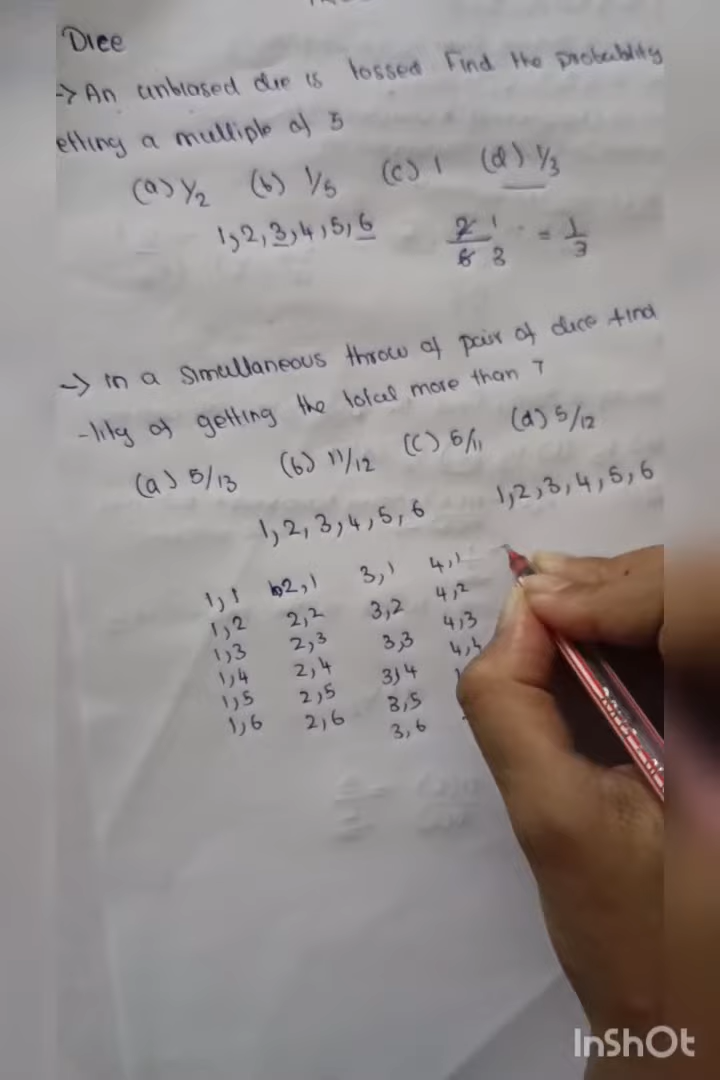 Dice
-> An unbiased die is tossed Find the probability
etting a multiple of 3
(a) 1/2 (b) 1/5 (c) 1 (d) 1/3
1,2,3,4,5,6 2 1 / 6 3 = 1/3
-> in a simultaneous throw of pair of dice find
-lity of getting the total more than 7
(a) 5/13 (b) 11/12 (c) 5/11 (d) 5/12
1,2,3,4,5,6 1,2,3,4,5,6
1,1 2,1 3,1 4,1
1,2 2,2 3,2 4,2
1,3 2,3 3,3 4,3
1,4 2,4 3,4 4,4
1,5 2,5 3,5
1,6 2,6 3,6
InShOt